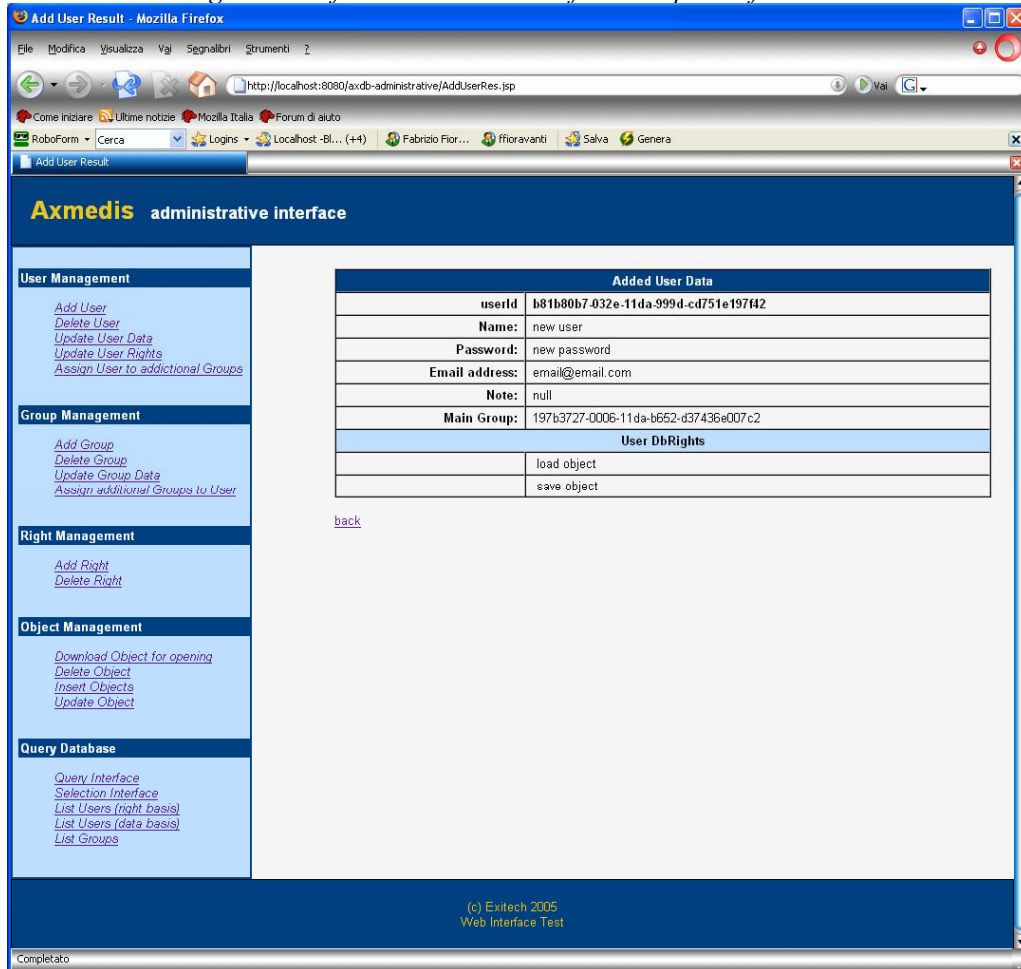 Add User Result - Mozilla Firefox
File Modifica Visualizza Vai Segnalibri Strumenti ?
http://localhost:8080/axdb-administrative/AddUserRes.jsp
Vai
G
Come iniziare Ultime notizie Mozilla Italia Forum di aiuto
RoboForm Cerca Logins Localhost -Bl... (+4) Fabrizio Fior... ffioravanti Salva Genera
Add User Result
Axmedis administrative interface
User Management
Add User
Delete User
Update User Data
Update User Rights
Assign User to addictional Groups
Group Management
Add Group
Delete Group
Update Group Data
Assign additional Groups to User
Right Management
Add Right
Delete Right
Object Management
Download Object for opening
Delete Object
Insert Objects
Update Object
Query Database
Query Interface
Selection Interface
List Users (right basis)
List Users (data basis)
List Groups
Added User Data
userId b81b80b7-032e-11da-999d-cd751e197f42
Name: new user
Password: new password
Email address: email@email.com
Note: null
Main Group: 197b3727-0006-11da-b652-d37436e007c2
User DbRights
load object
save object
back
(c) Exitech 2005
Web Interface Test
Completato